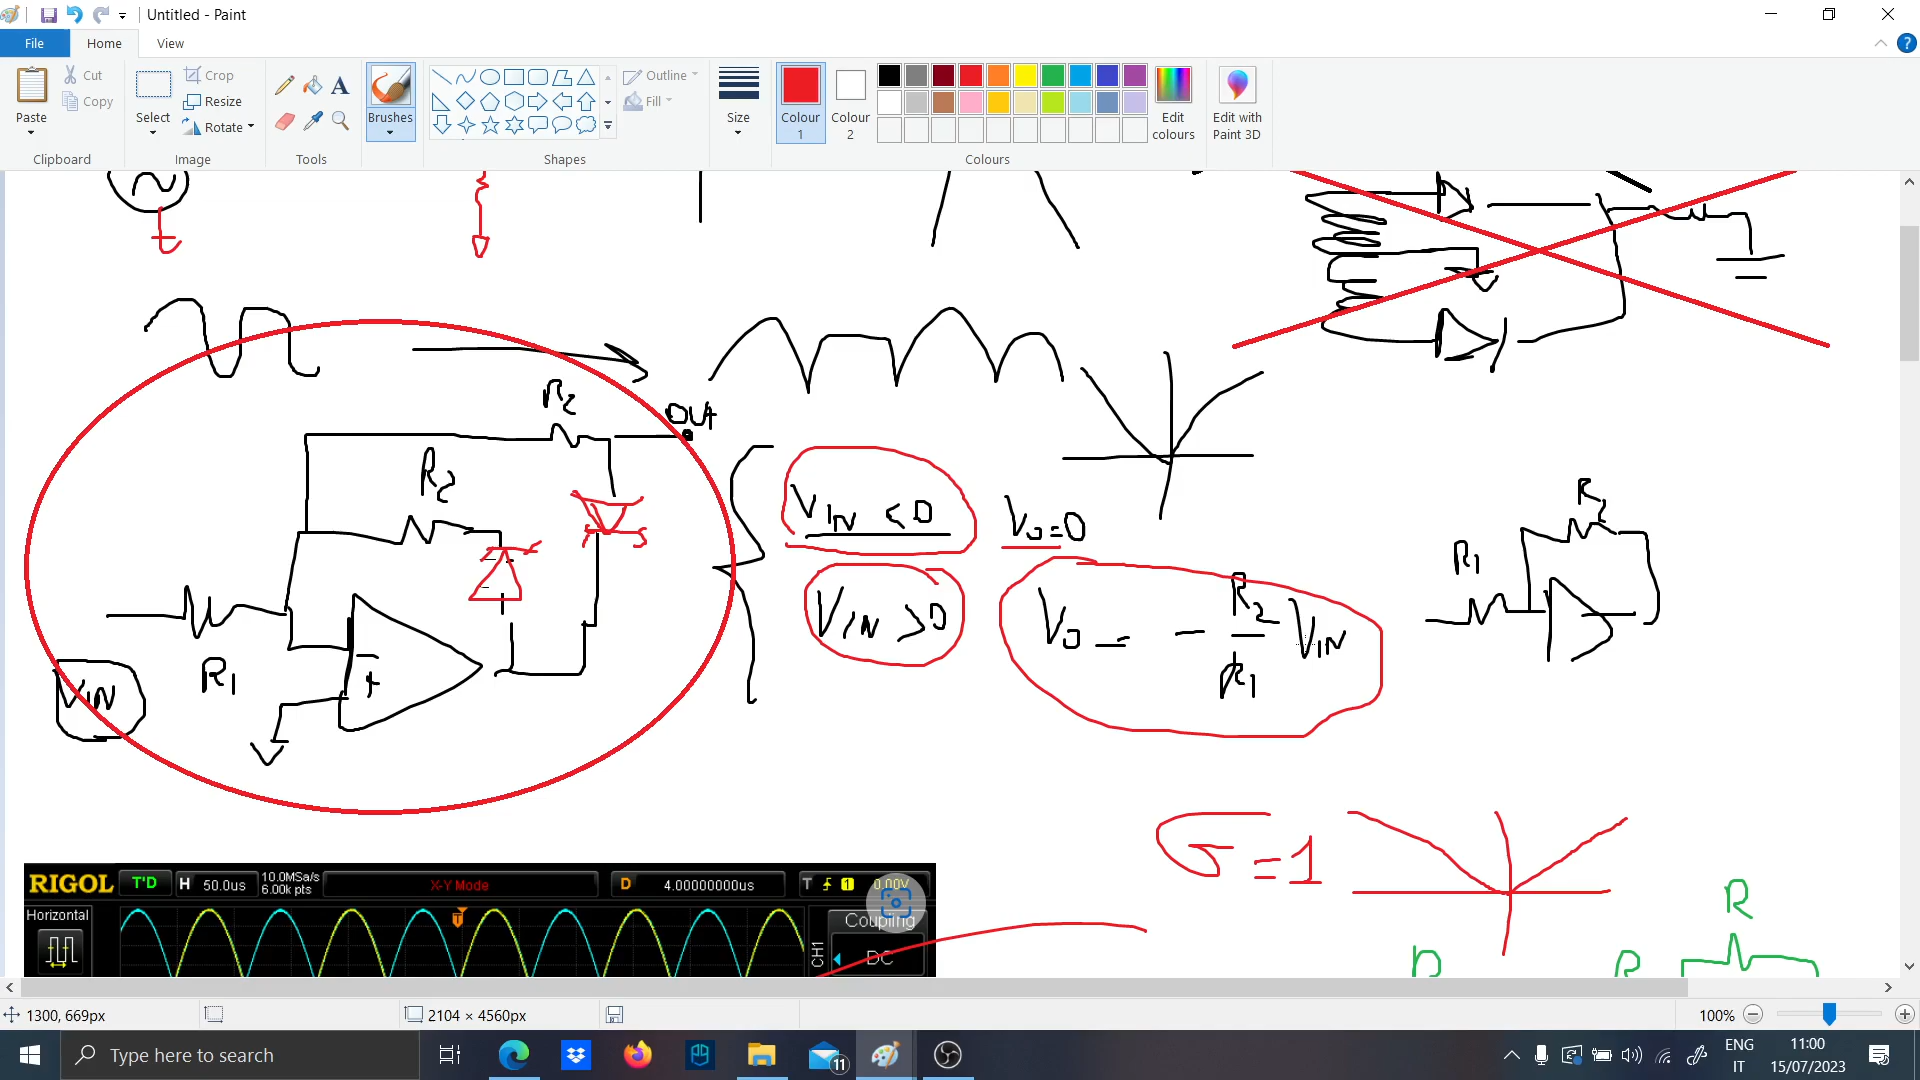 Untitled - Paint
File
Home
View
Paste
Cut
Copy
Clipboard
Select
Crop
Resize
Rotate
Image
Tools
Brushes
Outline
Fill
Shapes
Size
Colour
1
Colour
2
Colours
Edit
colours
Edit with
Paint 3D
R2
OUT
R2
VIN <0
VO=0
R2
R1
VIN >0
VO = - R2 VIN
R1
R1
VIN
-
+
σ =1
R
R
RIGOL
T'D
H
50.0us
10.0MSa/s
6.00k pts
X-Y Mode
D
4.00000000us
T
1
0.00V
Horizontal
Coupling
CH1
DC
1300, 669px
2104 × 4560px
100%
Type here to search
11
ENG
IT
11:00
15/07/2023